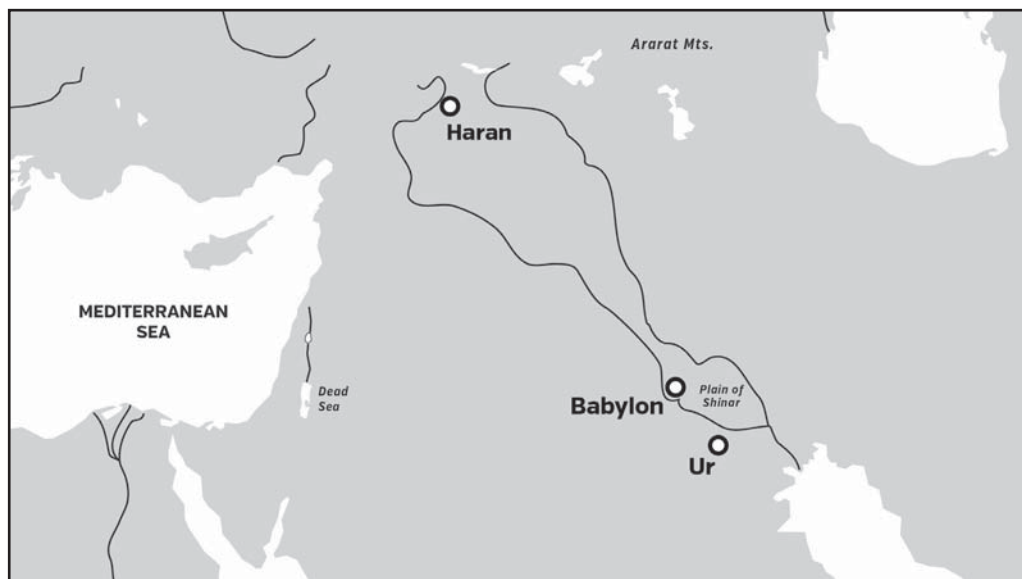 Ararat Mts.
Haran
MEDITERRANEAN
SEA
Dead
Sea
Babylon
Plain of
Shinar
Ur